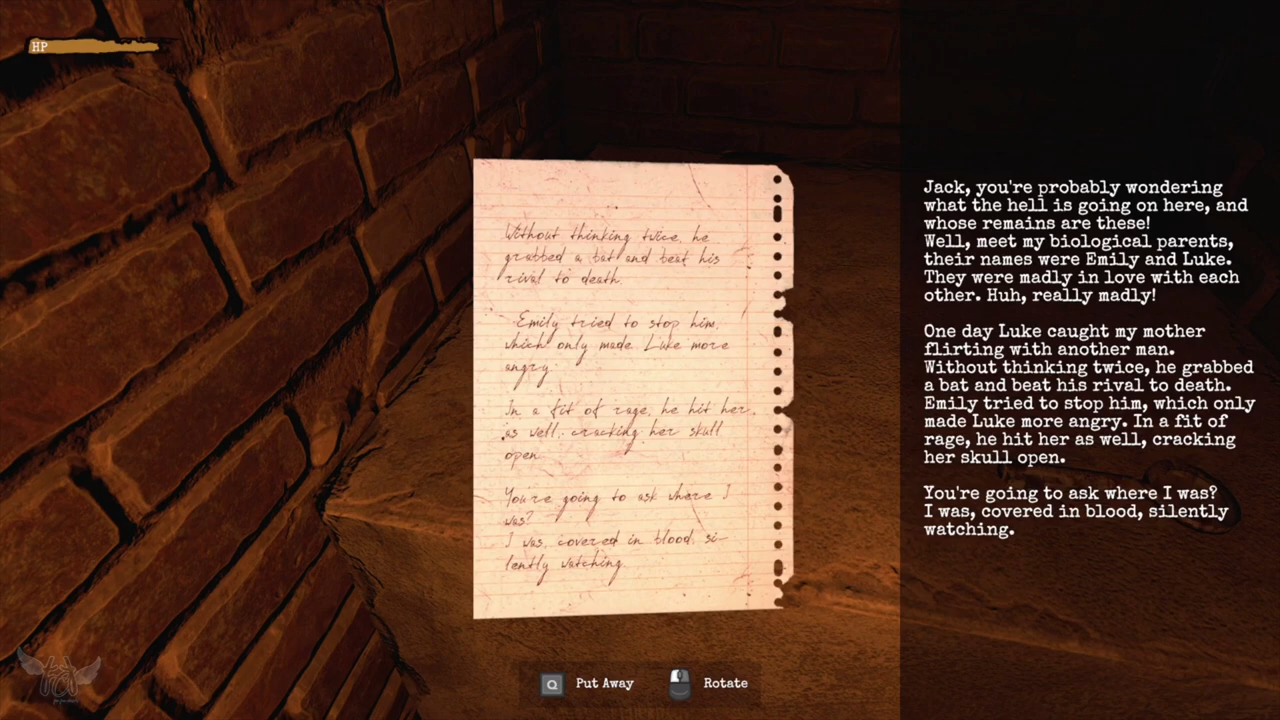 HP
Without thinking twice, he
grabbed a bat and beat his
rival to death.
Emily tried to stop him,
which only made Luke more
angry.
In a fit of rage, he hit her
as well, cracking her skull
open.
You're going to ask where I
was?
I was, covered in blood, si-
lently watching.
Jack, you're probably wondering
what the hell is going on here, and
whose remains are these!
Well, meet my biological parents,
their names were Emily and Luke.
They were madly in love with each
other. Huh, really madly!
One day Luke caught my mother
flirting with another man.
Without thinking twice, he grabbed
a bat and beat his rival to death.
Emily tried to stop him, which only
made Luke more angry. In a fit of
rage, he hit her as well, cracking
her skull open.
You're going to ask where I was?
I was, covered in blood, silently
watching.
Q Put Away Rotate